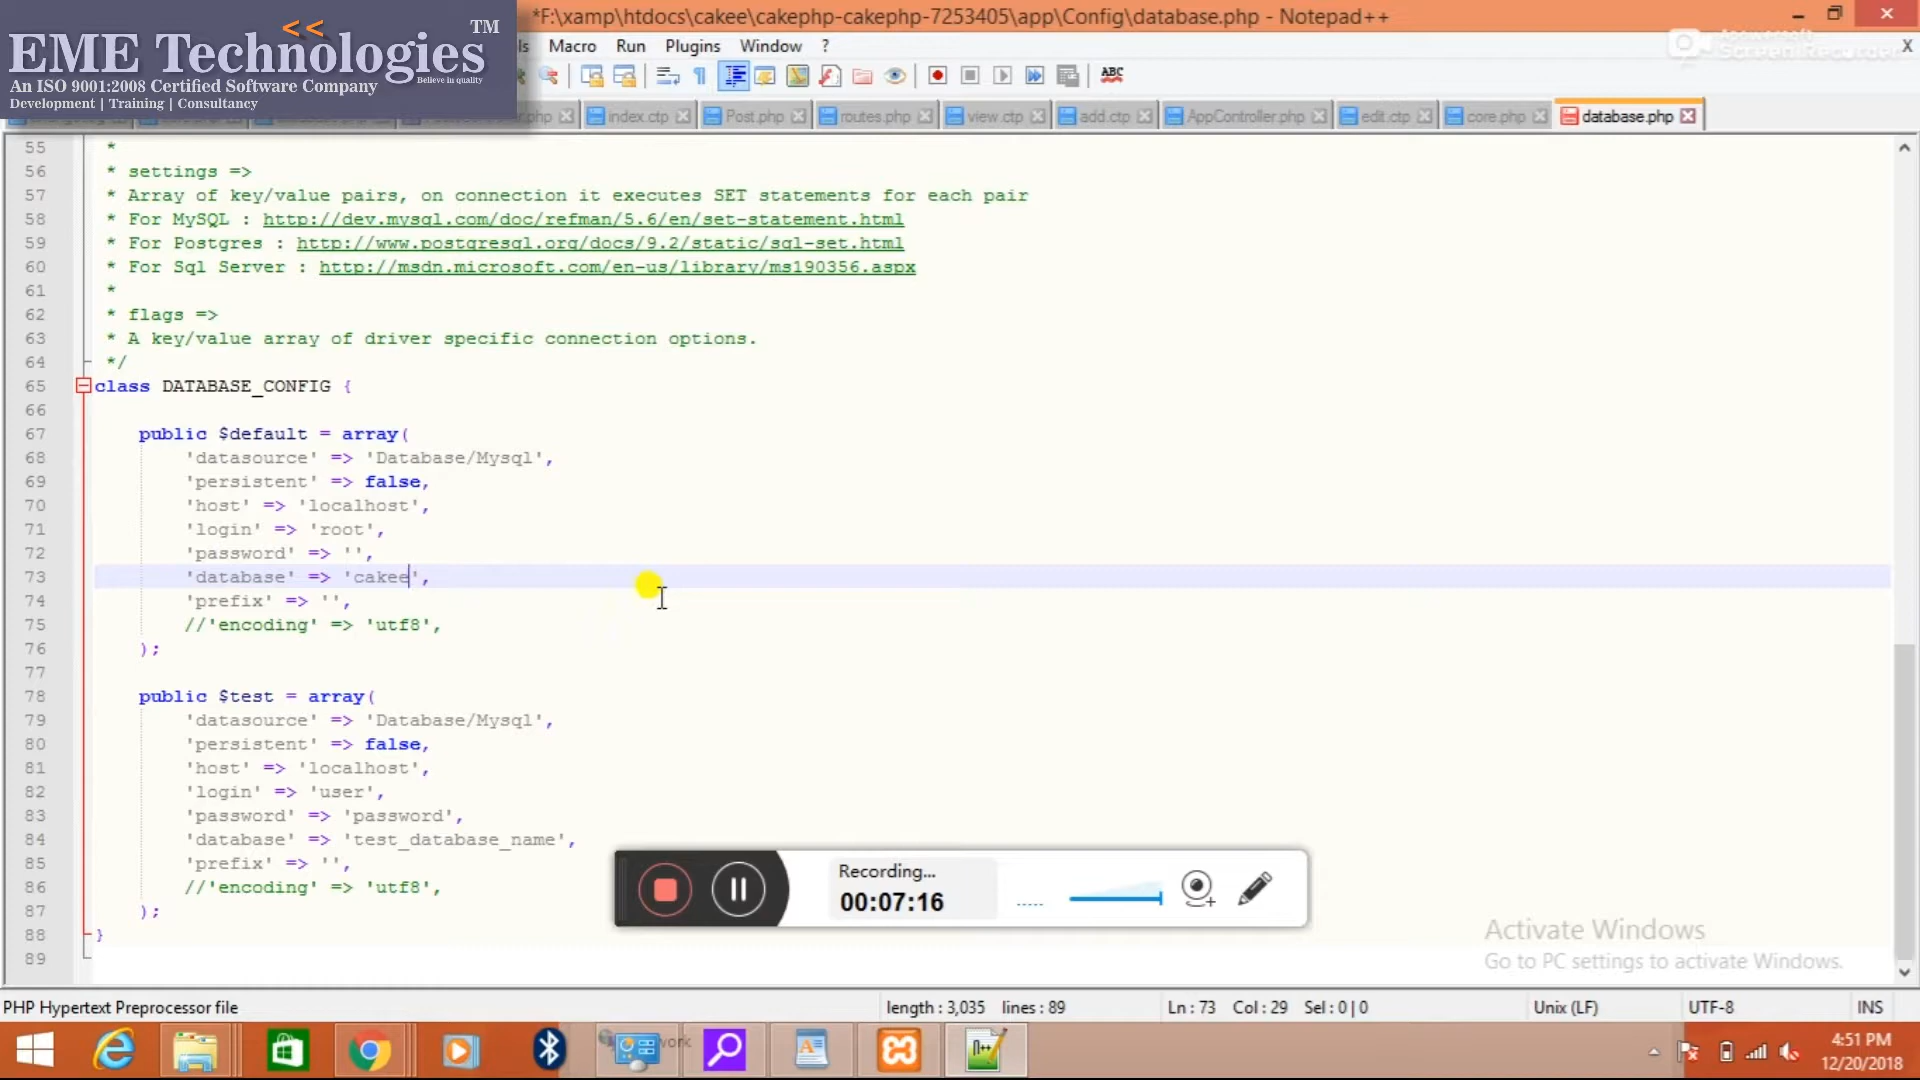 *F:\xamp\htdocs\cakee\cakephp-cakephp-7253405\app\Config\database.php - Notepad++
<<
EME Technologies
TM
Believe in quality
An ISO 9001:2008 Certified Software Company
Development | Training | Consultancy
Macro Run Plugins Window ?
X
Screen Recorder
ABC
index.ctp Post.php routes.php view.ctp add.ctp AppController.php edit.ctp core.php database.php
55 *
56 * settings =>
57 * Array of key/value pairs, on connection it executes SET statements for each pair
58 * For MySQL : http://dev.mysql.com/doc/refman/5.6/en/set-statement.html
59 * For Postgres : http://www.postgresql.org/docs/9.2/static/sql-set.html
60 * For Sql Server : http://msdn.microsoft.com/en-us/library/ms190356.aspx
61 *
62 * flags =>
63 * A key/value array of driver specific connection options.
64 */
65 class DATABASE_CONFIG {
66
67 public $default = array(
68 'datasource' => 'Database/Mysql',
69 'persistent' => false,
70 'host' => 'localhost',
71 'login' => 'root',
72 'password' => '',
73 'database' => 'cakee',
74 'prefix' => '',
75 //'encoding' => 'utf8',
76 );
77
78 public $test = array(
79 'datasource' => 'Database/Mysql',
80 'persistent' => false,
81 'host' => 'localhost',
82 'login' => 'user',
83 'password' => 'password',
84 'database' => 'test_database_name',
85 'prefix' => '',
86 //'encoding' => 'utf8',
87 );
88 }
89
Recording...
00:07:16
Activate Windows
Go to PC settings to activate Windows.
PHP Hypertext Preprocessor file length : 3,035 lines : 89 Ln : 73 Col : 29 Sel : 0 | 0 Unix (LF) UTF-8 INS
4:51 PM
12/20/2018